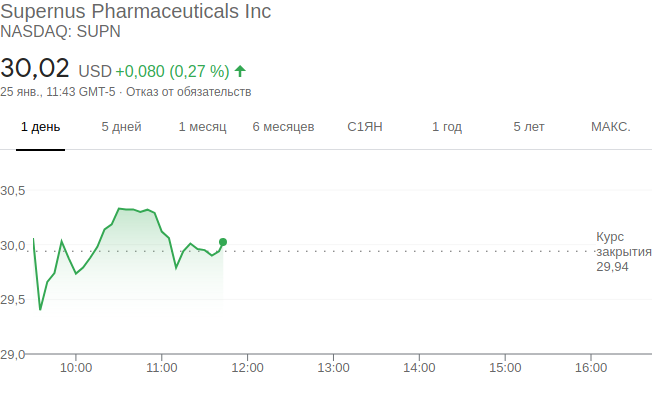 Supernus Pharmaceuticals Inc
NASDAQ: SUPN
30,02 USD +0,080 (0,27 %)
25 янв., 11:43 GMT-5 · Отказ от обязательств
1 день 5 дней 1 месяц 6 месяцев С1ЯН 1 год 5 лет МАКС.
30,5
30,0
29,5
29,0
Курс
закрытия
29,94
10:00 11:00 12:00 13:00 14:00 15:00 16:00